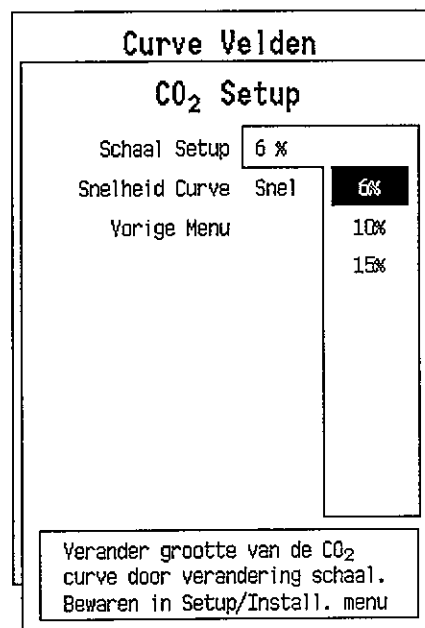 Curve Velden
CO₂ Setup
Schaal Setup 6 %
Snelheid Curve Snel 6%
Vorige Menu 10%
15%
Verander grootte van de CO₂
curve door verandering schaal.
Bewaren in Setup/Install. menu